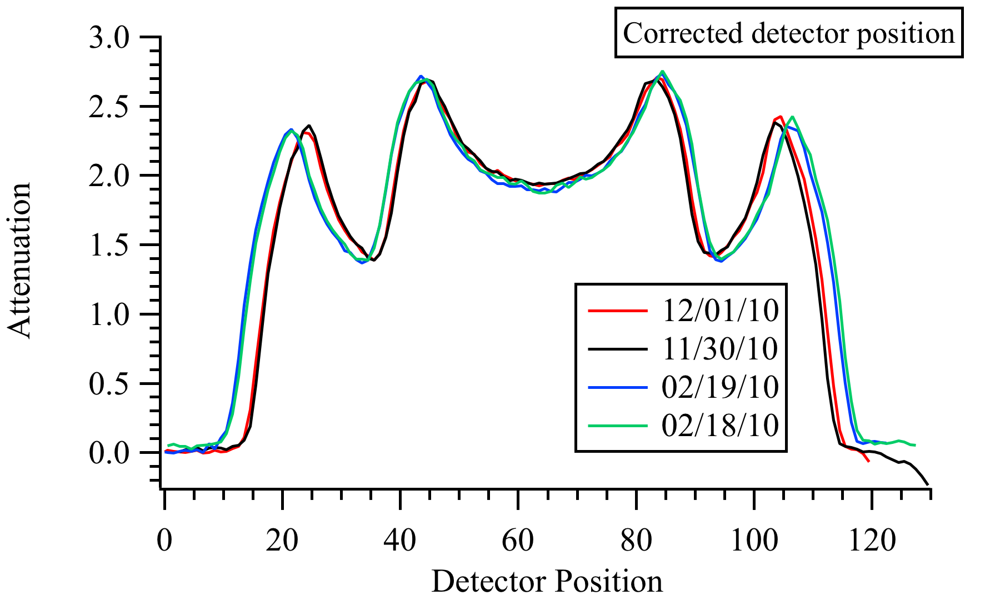 Corrected detector position
3.0
2.5
2.0
1.5
1.0
0.5
0.0
Attenuation
12/01/10
11/30/10
02/19/10
02/18/10
0 20 40 60 80 100 120
Detector Position